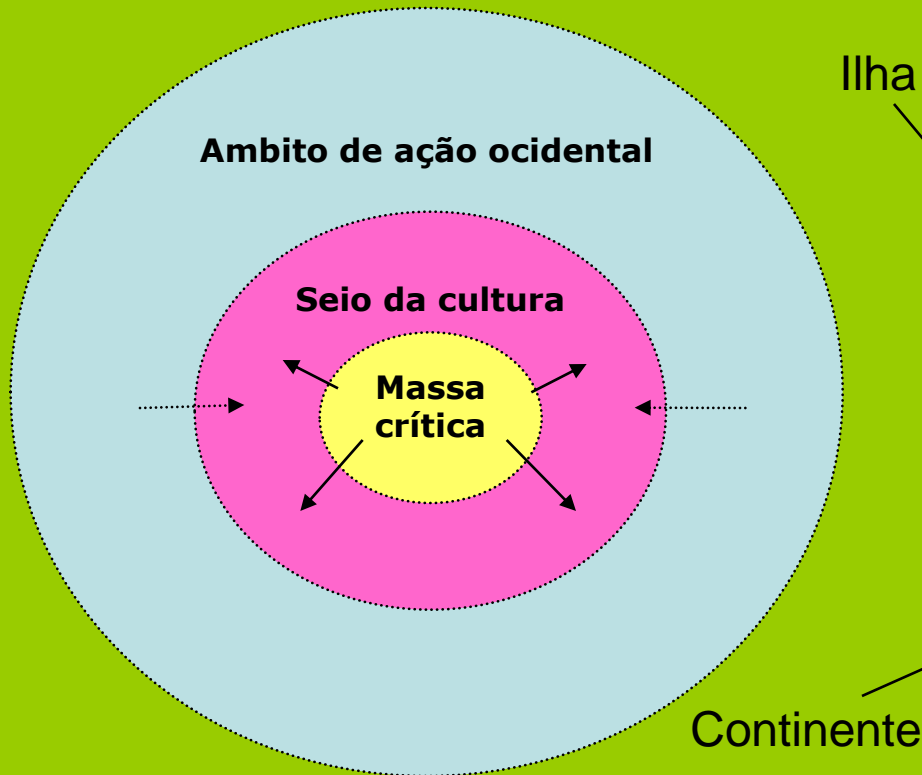 Ilha
Ambito de ação ocidental
Seio da cultura
Massa
crítica
Continente